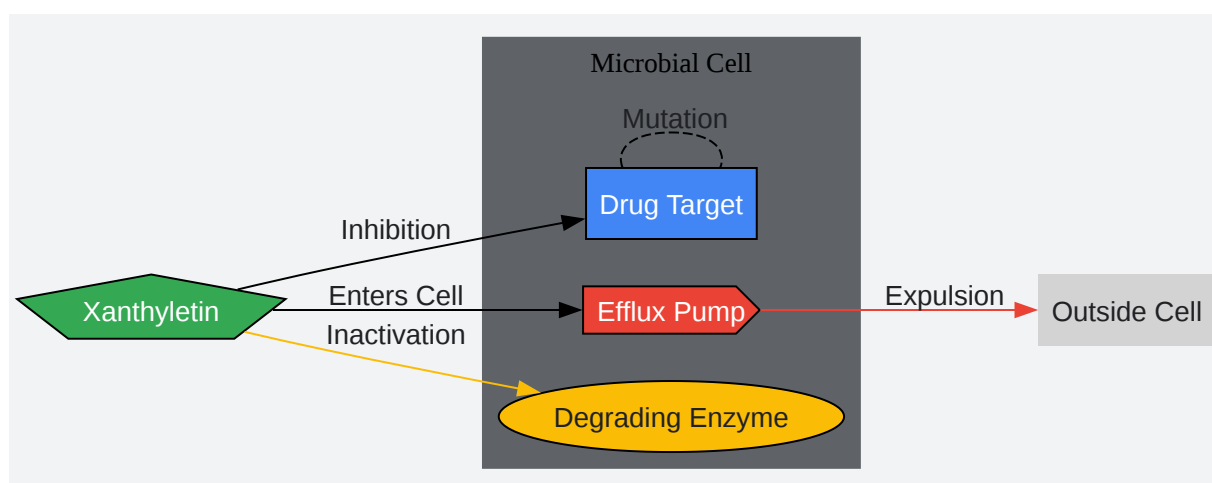 Microbial Cell
Mutation
Drug Target
Inhibition
Xanthyletin
Enters Cell
Efflux Pump
Expulsion
Outside Cell
Inactivation
Degrading Enzyme